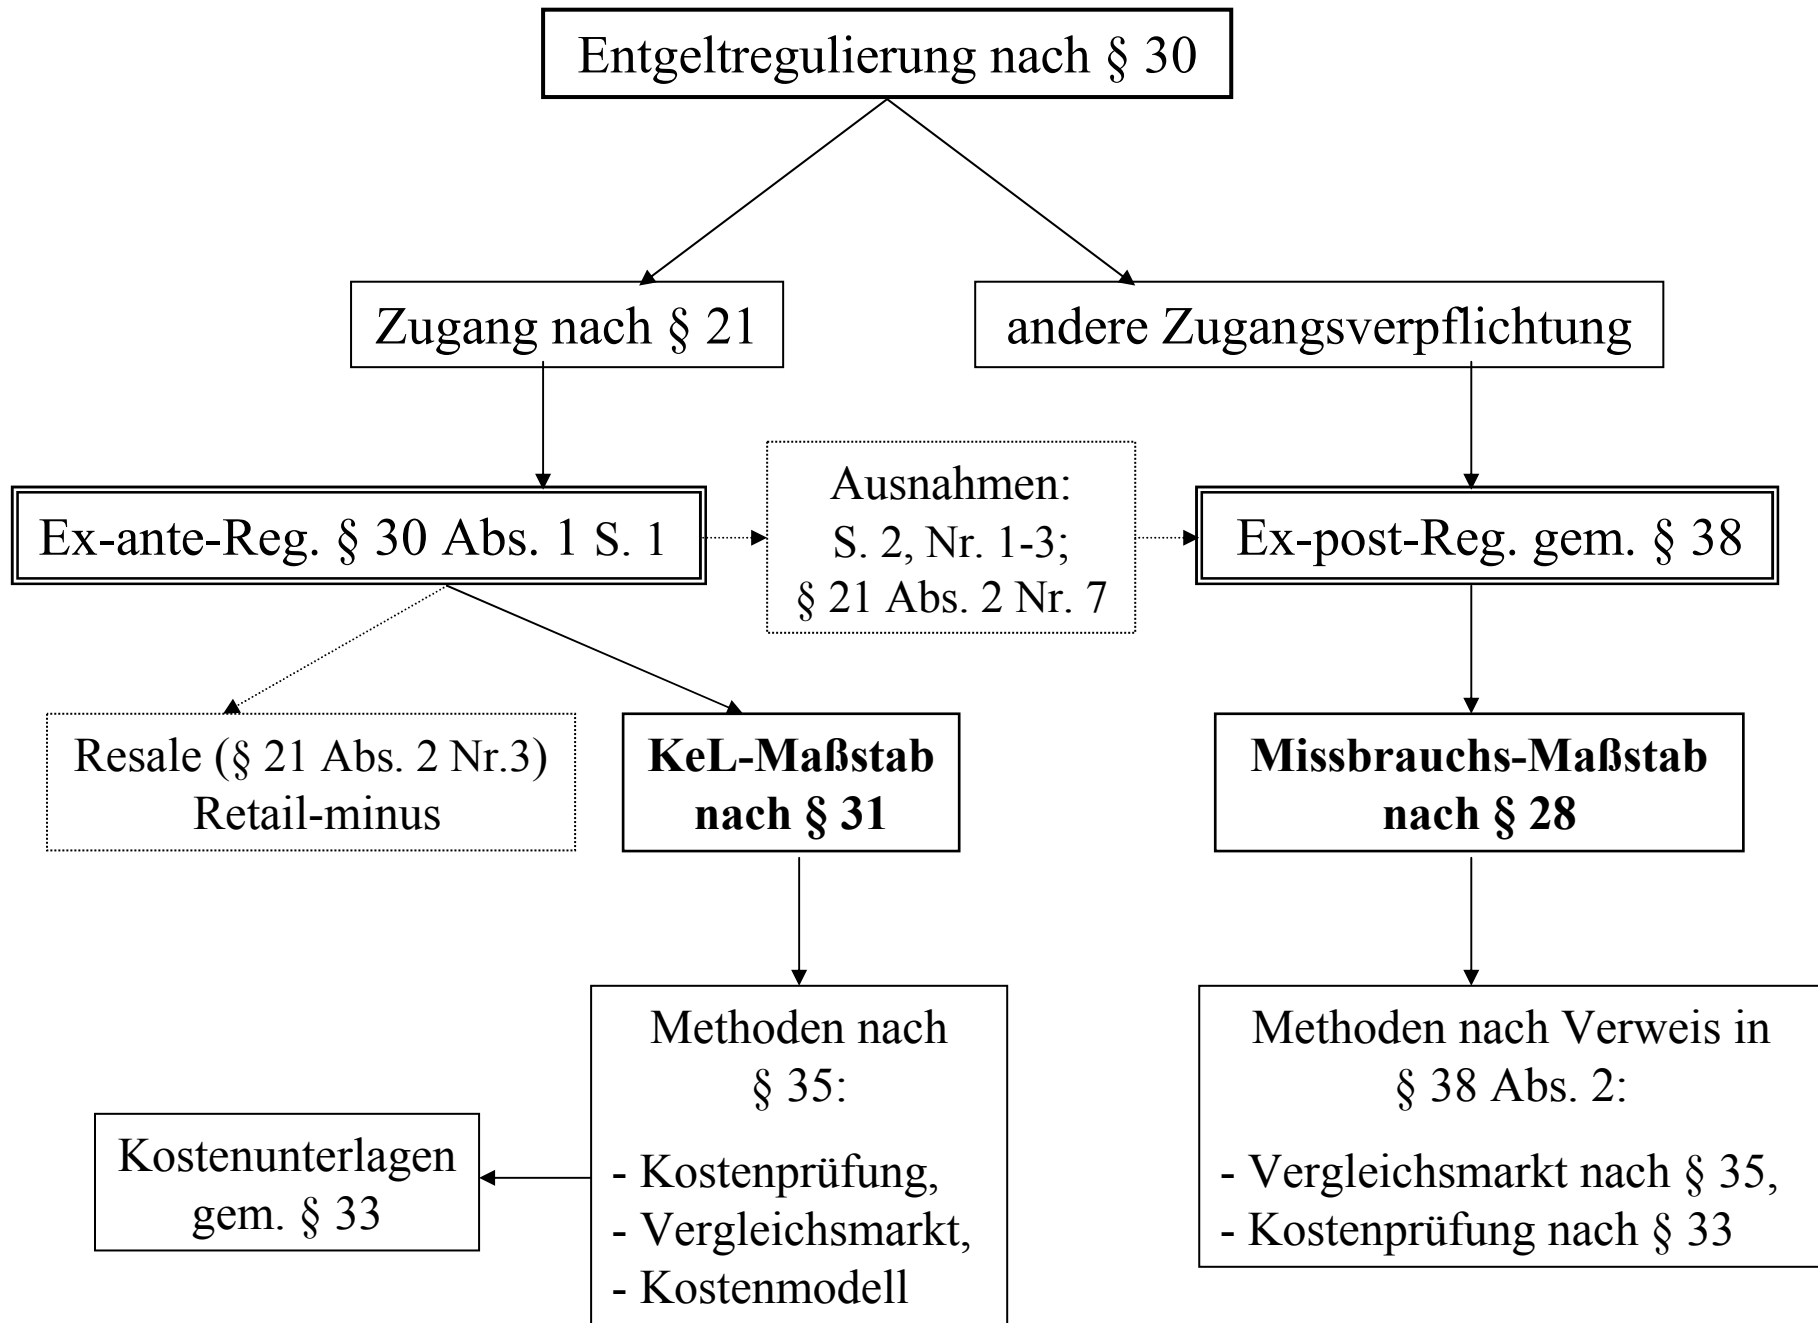 Entgeltregulierung nach § 30
Zugang nach § 21
andere Zugangsverpflichtung
Ex-ante-Reg. § 30 Abs. 1 S. 1
Ausnahmen:
S. 2, Nr. 1-3;
§ 21 Abs. 2 Nr. 7
Ex-post-Reg. gem. § 38
Resale (§ 21 Abs. 2 Nr.3)
Retail-minus
KeL-Maßstab
nach § 31
Missbrauchs-Maßstab
nach § 28
Kostenunterlagen
gem. § 33
Methoden nach
§ 35:
- Kostenprüfung,
- Vergleichsmarkt,
- Kostenmodell
Methoden nach Verweis in
§ 38 Abs. 2:
- Vergleichsmarkt nach § 35,
- Kostenprüfung nach § 33